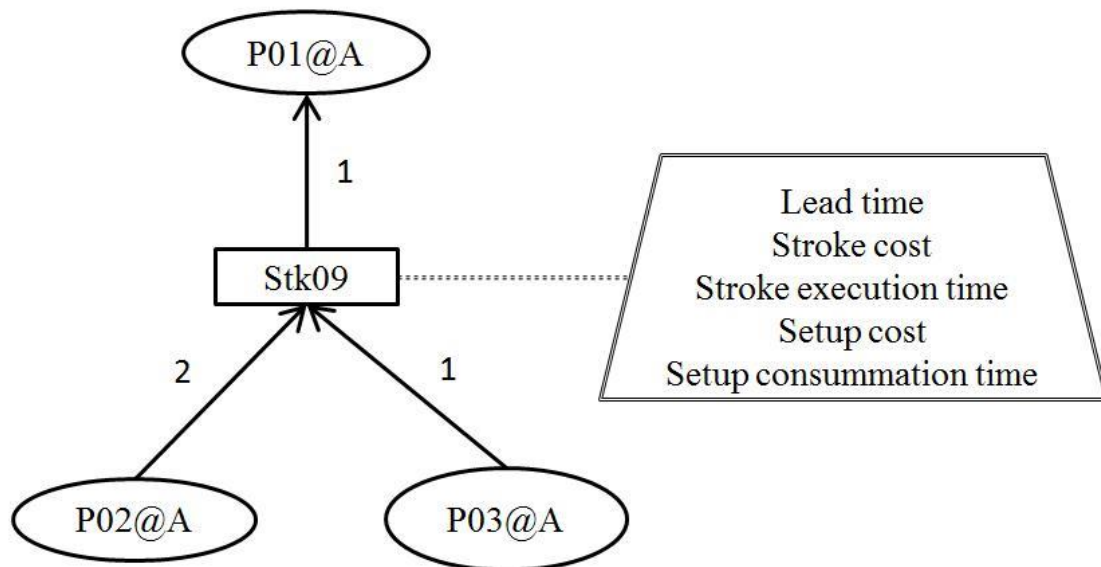 P01@A
1
Stk09
Lead time
Stroke cost
Stroke execution time
Setup cost
Setup consummation time
2
1
P02@A
P03@A